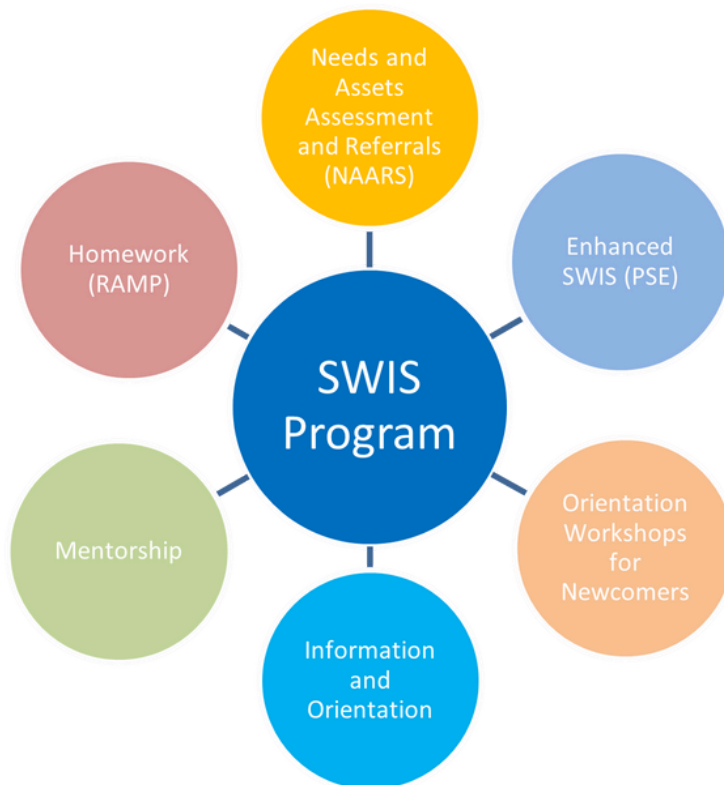 Needs and
Assets
Assessment
and Referrals
(NAARS)
Homework
(RAMP)
Enhanced
SWIS (PSE)
SWIS
Program
Mentorship
Orientation
Workshops
for
Newcomers
Information
and
Orientation